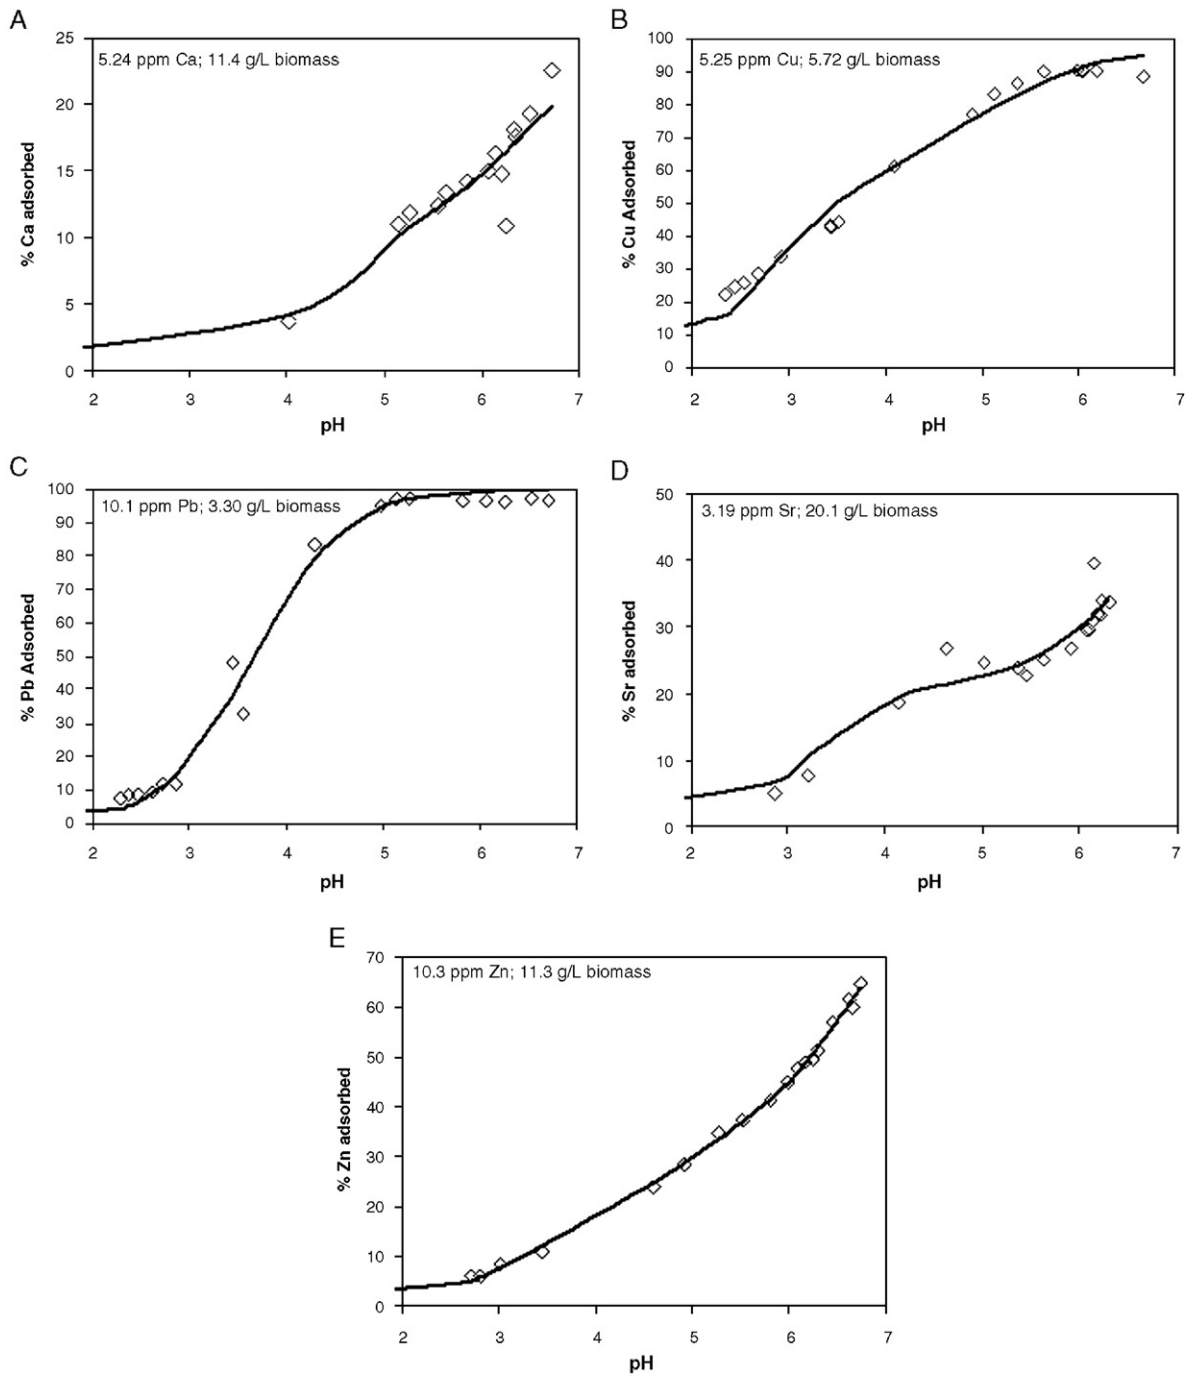 A
5.24 ppm Ca; 11.4 g/L biomass
25
20
15
10
5
0
% Ca adsorbed
2 3 4 5 6 7
pH
B
5.25 ppm Cu; 5.72 g/L biomass
100
90
80
70
60
50
40
30
20
10
0
% Cu Adsorbed
2 3 4 5 6 7
pH
C
10.1 ppm Pb; 3.30 g/L biomass
100
90
80
70
60
50
40
30
20
10
0
% Pb Adsorbed
2 3 4 5 6 7
pH
D
3.19 ppm Sr; 20.1 g/L biomass
50
40
30
20
10
0
% Sr adsorbed
2 3 4 5 6 7
pH
E
10.3 ppm Zn; 11.3 g/L biomass
70
60
50
40
30
20
10
0
% Zn adsorbed
2 3 4 5 6 7
pH